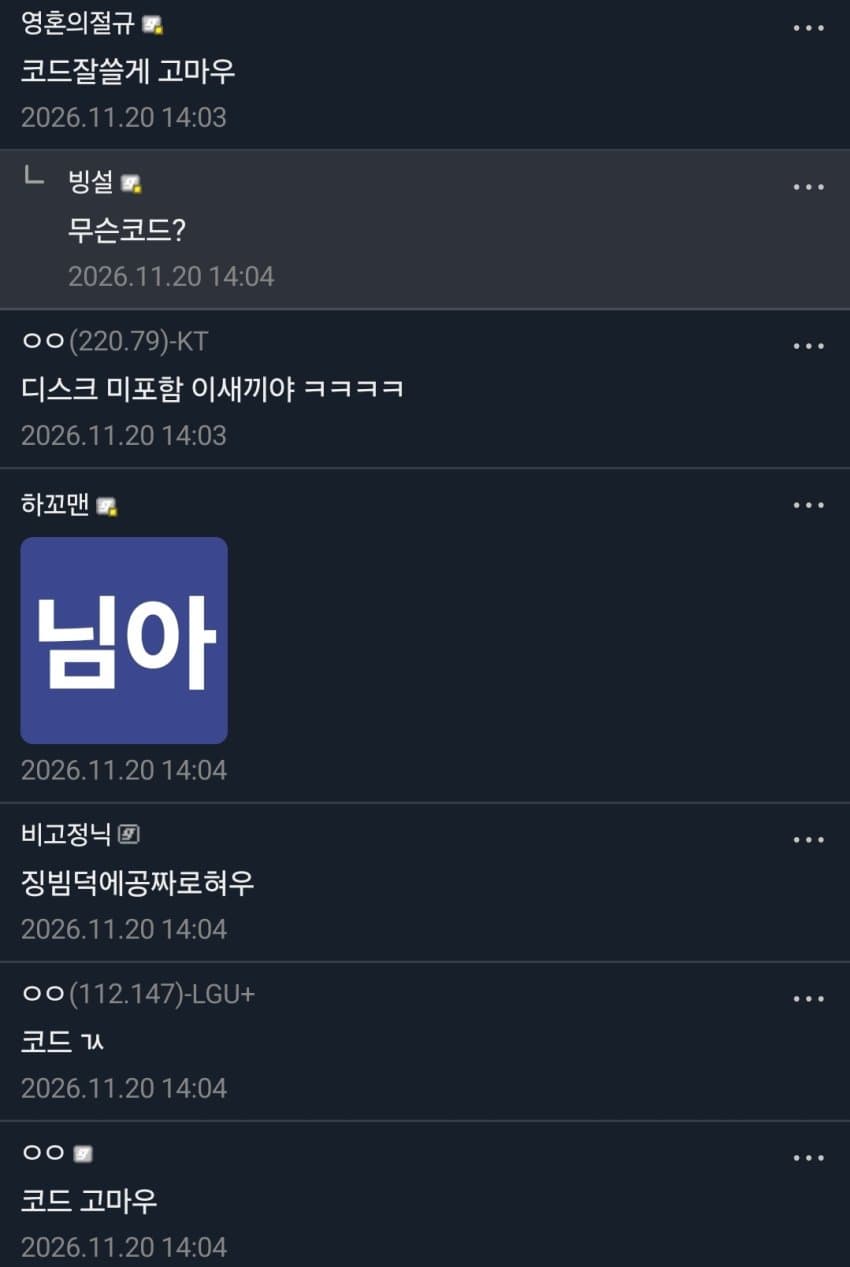 영혼의절규
코드잘쓸게 고마우
2026.11.20 14:03
빙설
무슨코드?
2026.11.20 14:04
ㅇㅇ(220.79)-KT
디스크 미포함 이새끼야 ㅋㅋㅋㅋ
2026.11.20 14:03
하꼬맨
님아
2026.11.20 14:04
비고정닉
징빔덕에공짜로혀우
2026.11.20 14:04
ㅇㅇ(112.147)-LGU+
코드 ㄳ
2026.11.20 14:04
ㅇㅇ
코드 고마우
2026.11.20 14:04